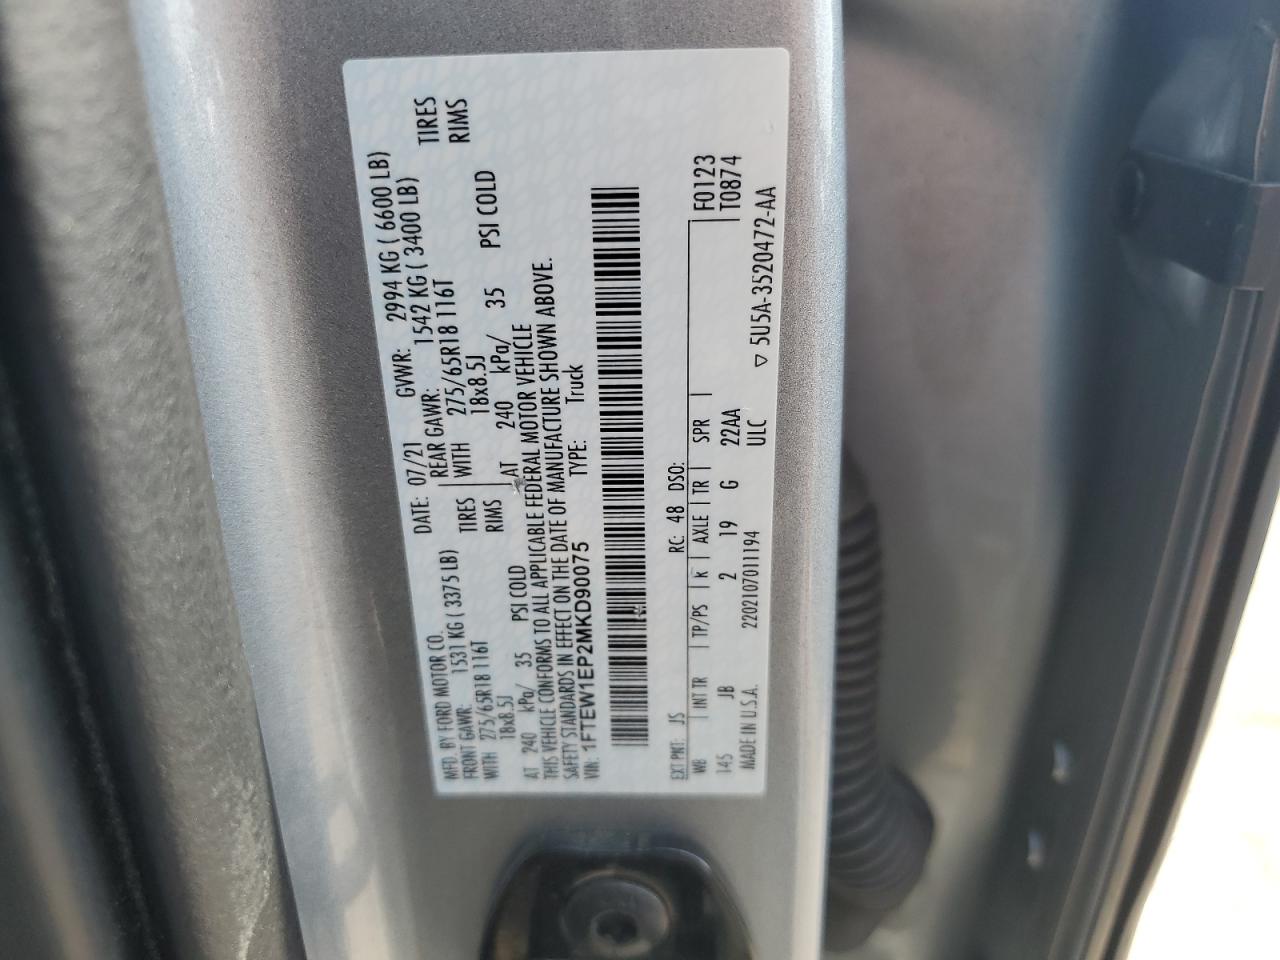 MFD. BY FORD MOTOR CO. DATE: 07/21 GVWR: 2994 KG ( 6600 LB)
FRONT GAWR: 1531 KG ( 3375 LB) REAR GAWR: 1542 KG ( 3400 LB)
WITH 275/65R18 116T TIRES WITH 275/65R18 116T TIRES
18x8.5J RIMS 18x8.5J RIMS
AT 240 kPa/ 35 PSI COLD AT 240 kPa/ 35 PSI COLD
THIS VEHICLE CONFORMS TO ALL APPLICABLE FEDERAL MOTOR VEHICLE
SAFETY STANDARDS IN EFFECT ON THE DATE OF MANUFACTURE SHOWN ABOVE.
VIN: 1FTEW1EP2MKD90075 TYPE: Truck
EXT PNT: JS RC: 48 DSO:
WB INT TR TP/PS R AXLE TR SPR F0123
145 JB 2 19 G 22AA T0874
MADE IN U.S.A. 2202107011194 ULC
▽ 5U5A-3520472-AA